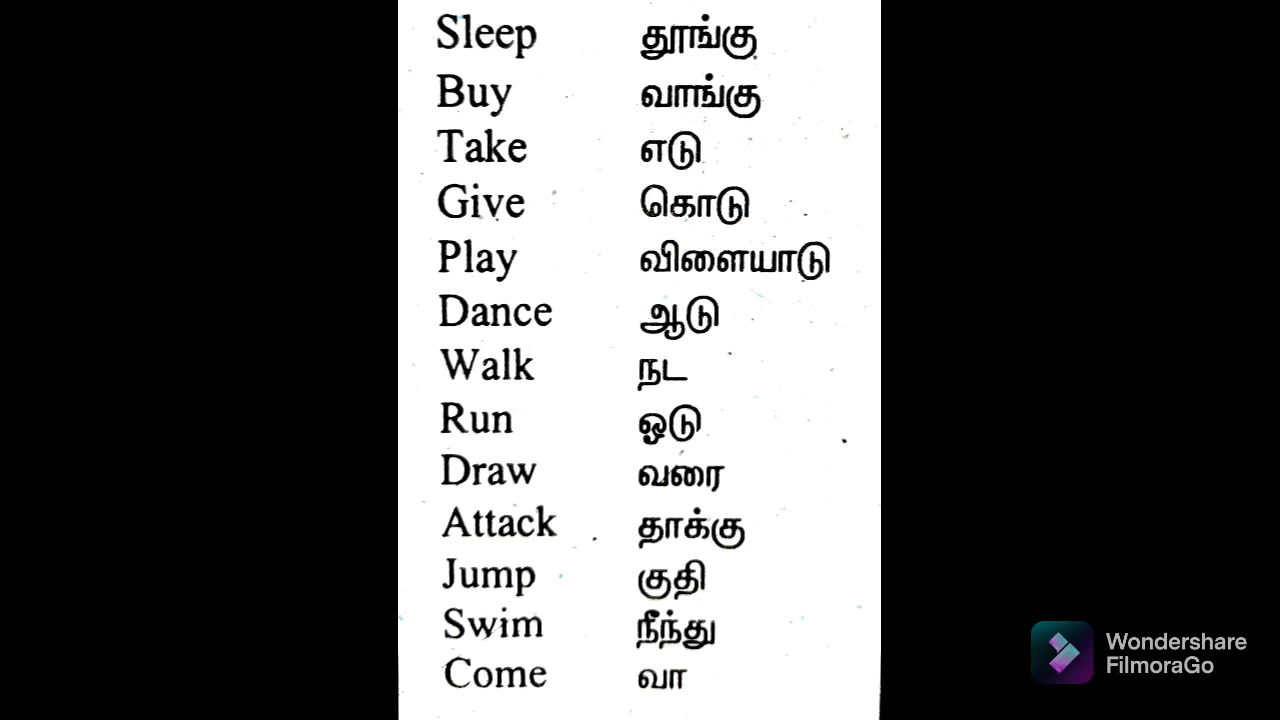 Sleep தூங்கு
Buy வாங்கு
Take எடு
Give கொடு
Play விளையாடு
Dance ஆடு
Walk நட
Run ஓடு
Draw வரை
Attack தாக்கு
Jump குதி
Swim நீந்து
Come வா
Wondershare
FilmoraGo